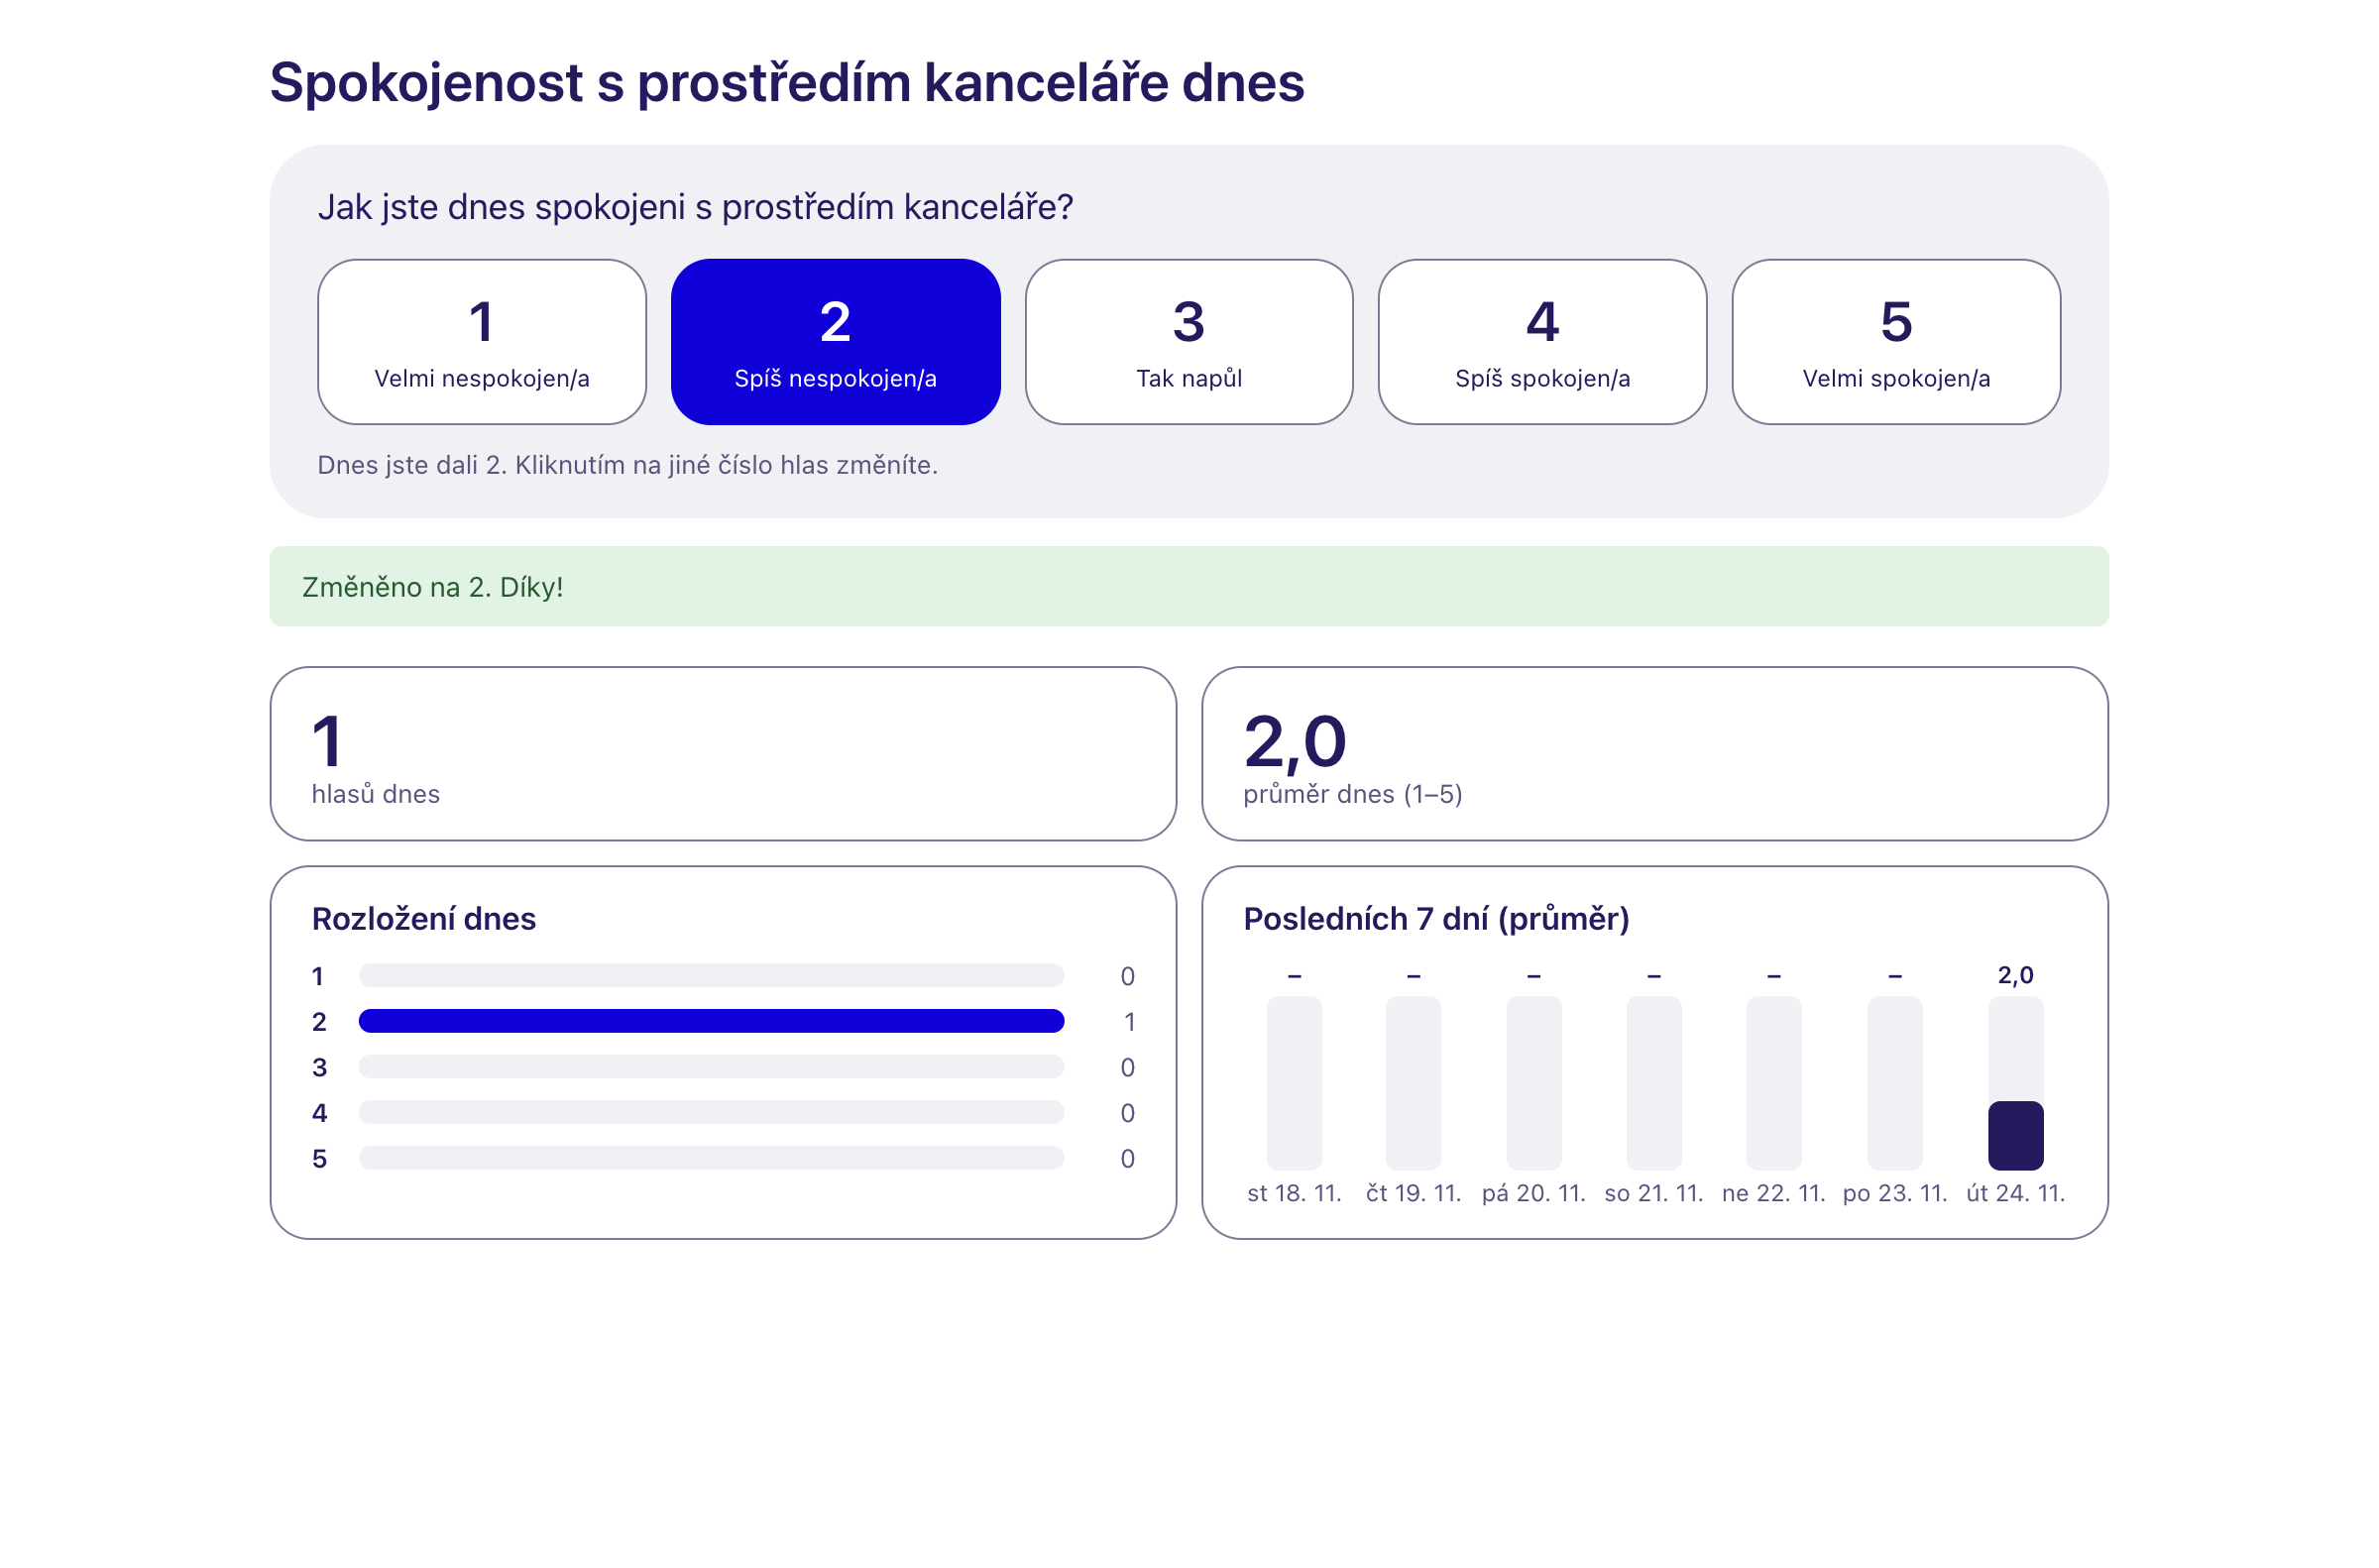 Spokojenost s prostředím kanceláře dnes
Jak jste dnes spokojeni s prostředím kanceláře?
1
Velmi nespokojen/a
2
Spíš nespokojen/a
3
Tak napůl
4
Spíš spokojen/a
5
Velmi spokojen/a
Dnes jste dali 2. Kliknutím na jiné číslo hlas změníte.
Změněno na 2. Díky!
1
hlasů dnes
2,0
průměr dnes (1–5)
Rozložení dnes
1 0
2 1
3 0
4 0
5 0
Posledních 7 dní (průměr)
– – – – – – 2,0
st 18. 11. čt 19. 11. pá 20. 11. so 21. 11. ne 22. 11. po 23. 11. út 24. 11.